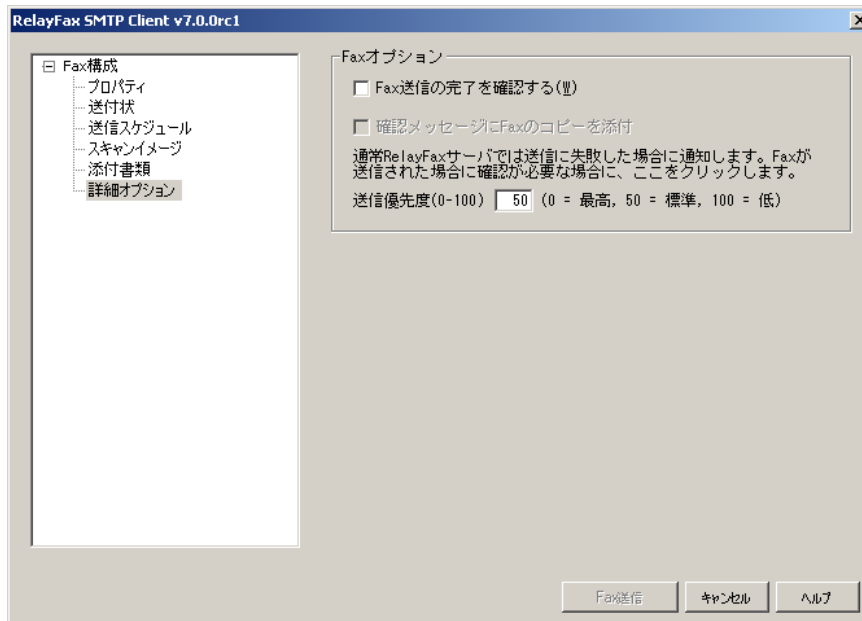 RelayFax SMTP Client v7.0.0rc1
Fax構成
プロパティ
送付状
送信スケジュール
スキャンイメージ
添付書類
詳細オプション
Faxオプション
Fax送信の完了を確認する(W)
確認メッセージにFaxのコピーを添付
通常RelayFaxサーバでは送信に失敗した場合に通知します。Faxが
送信された場合に確認が必要な場合に、ここをクリックします。
送信優先度(0-100) 50 (0 = 最高, 50 = 標準, 100 = 低)
Fax送信 キャンセル ヘルプ